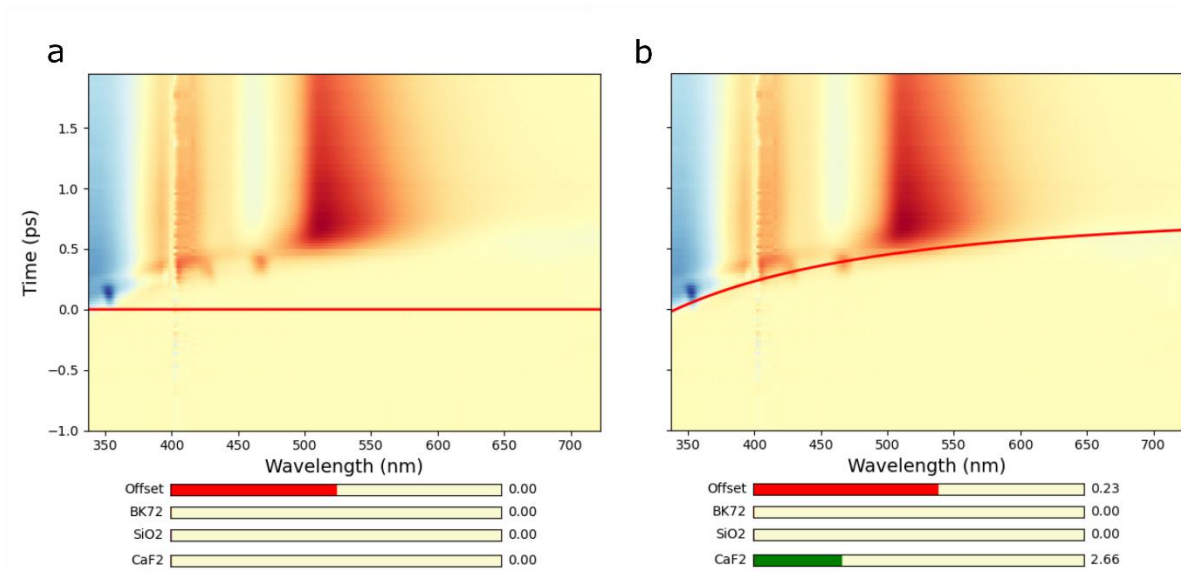 a
b
1.5
1.0
0.5
0.0
−0.5
−1.0
Time (ps)
350 400 450 500 550 600 650 700
350 400 450 500 550 600 650 700
Wavelength (nm)
Wavelength (nm)
Offset 0.00
BK72 0.00
SiO2 0.00
CaF2 0.00
Offset 0.23
BK72 0.00
SiO2 0.00
CaF2 2.66